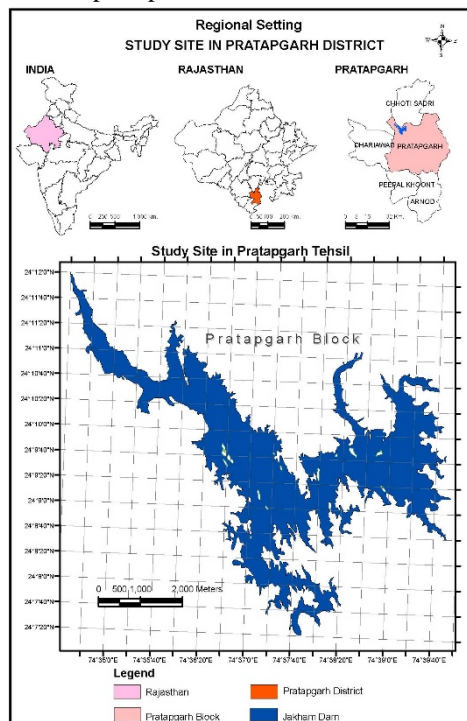 Regional Setting
STUDY SITE IN PRATAPGARH DISTRICT
INDIA
RAJASTHAN
PRATAPGARH
CHHOTI SADRI
DHARIAWAD
PRATAPGARH
PEEPAL KHOONT
ARNOD
Study Site in Pratapgarh Tehsil
Pratapgarh Block
24°12'0"N
24°11'40"N
24°11'20"N
24°11'0"N
24°10'40"N
24°10'20"N
24°10'0"N
24°9'40"N
24°9'20"N
24°9'0"N
24°8'40"N
24°8'20"N
24°8'0"N
24°7'40"N
24°7'20"N
0 500 1,000 2,000 Meters
74°35'0"E 74°35'40"E 74°36'20"E 74°37'0"E 74°37'40"E 74°38'20"E 74°39'0"E 74°39'40"E
Legend
Rajasthan
Pratapgarh District
Pratapgarh Block
Jakham Dam